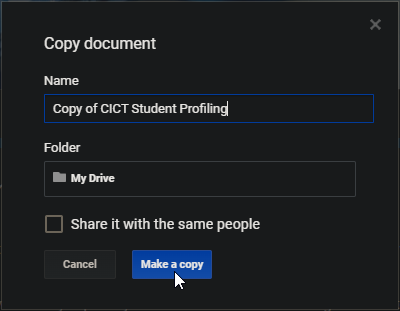 Copy document
Name
Copy of CICT Student Profiling
Folder
My Drive
Share it with the same people
Cancel
Make a copy